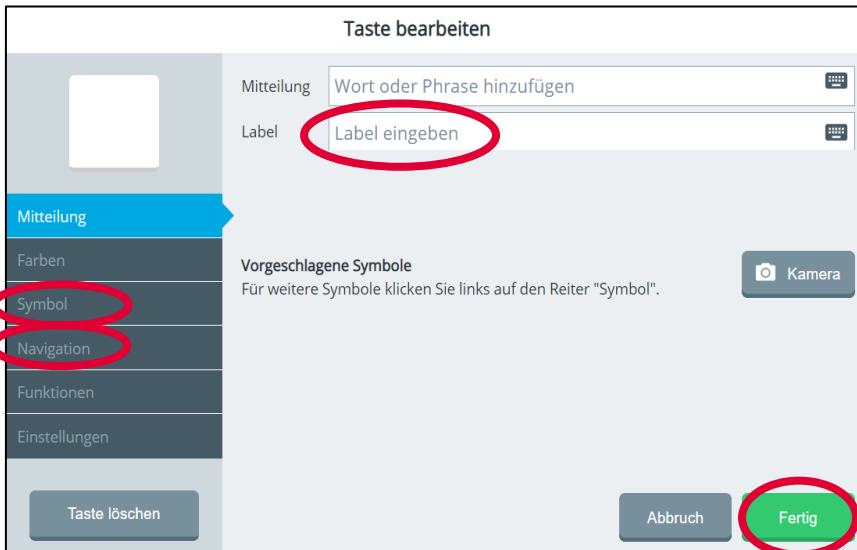 Taste bearbeiten
Mitteilung Wort oder Phrase hinzufügen
Label Label eingeben
Mitteilung
Farben
Symbol
Navigation
Funktionen
Einstellungen
Vorgeschlagene Symbole
Für weitere Symbole klicken Sie links auf den Reiter "Symbol".
Kamera
Taste löschen
Abbruch
Fertig